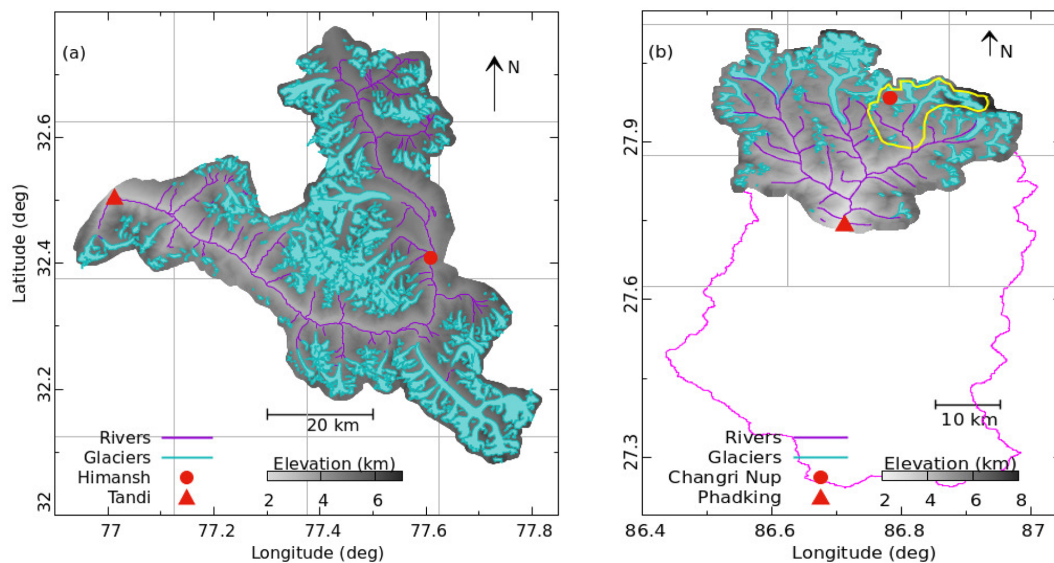 (a)
N
Latitude (deg)
32.6
32.4
32.2
32
20 km
Rivers
Glaciers
Himansh
Tandi
Elevation (km)
2 4 6
77 77.2 77.4 77.6 77.8
Longitude (deg)
(b)
N
27.9
27.6
27.3
10 km
Rivers
Glaciers
Changri Nup
Phadking
Elevation (km)
2 4 6 8
86.4 86.6 86.8 87
Longitude (deg)